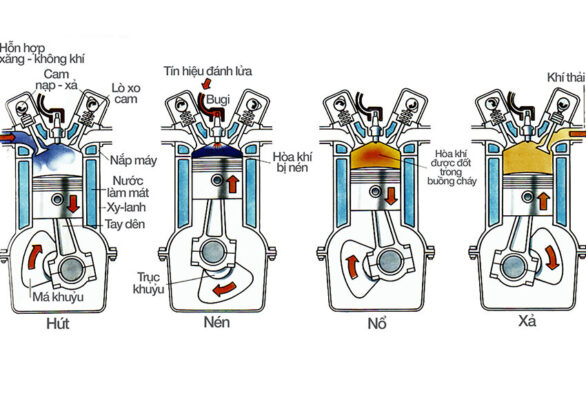 Hỗn hợp
xăng - không khí
Cam
nạp - xả
Lò xo
cam
Nắp máy
Nước
làm mát
Xy-lanh
Tay dên
Má khuỷu
Hút
Tín hiệu đánh lửa
Bugi
Hòa khí
bị nén
Trục
khuỷu
Nén
Hòa khí
được đốt
trong
buồng cháy
Nổ
Khí thải
Xả